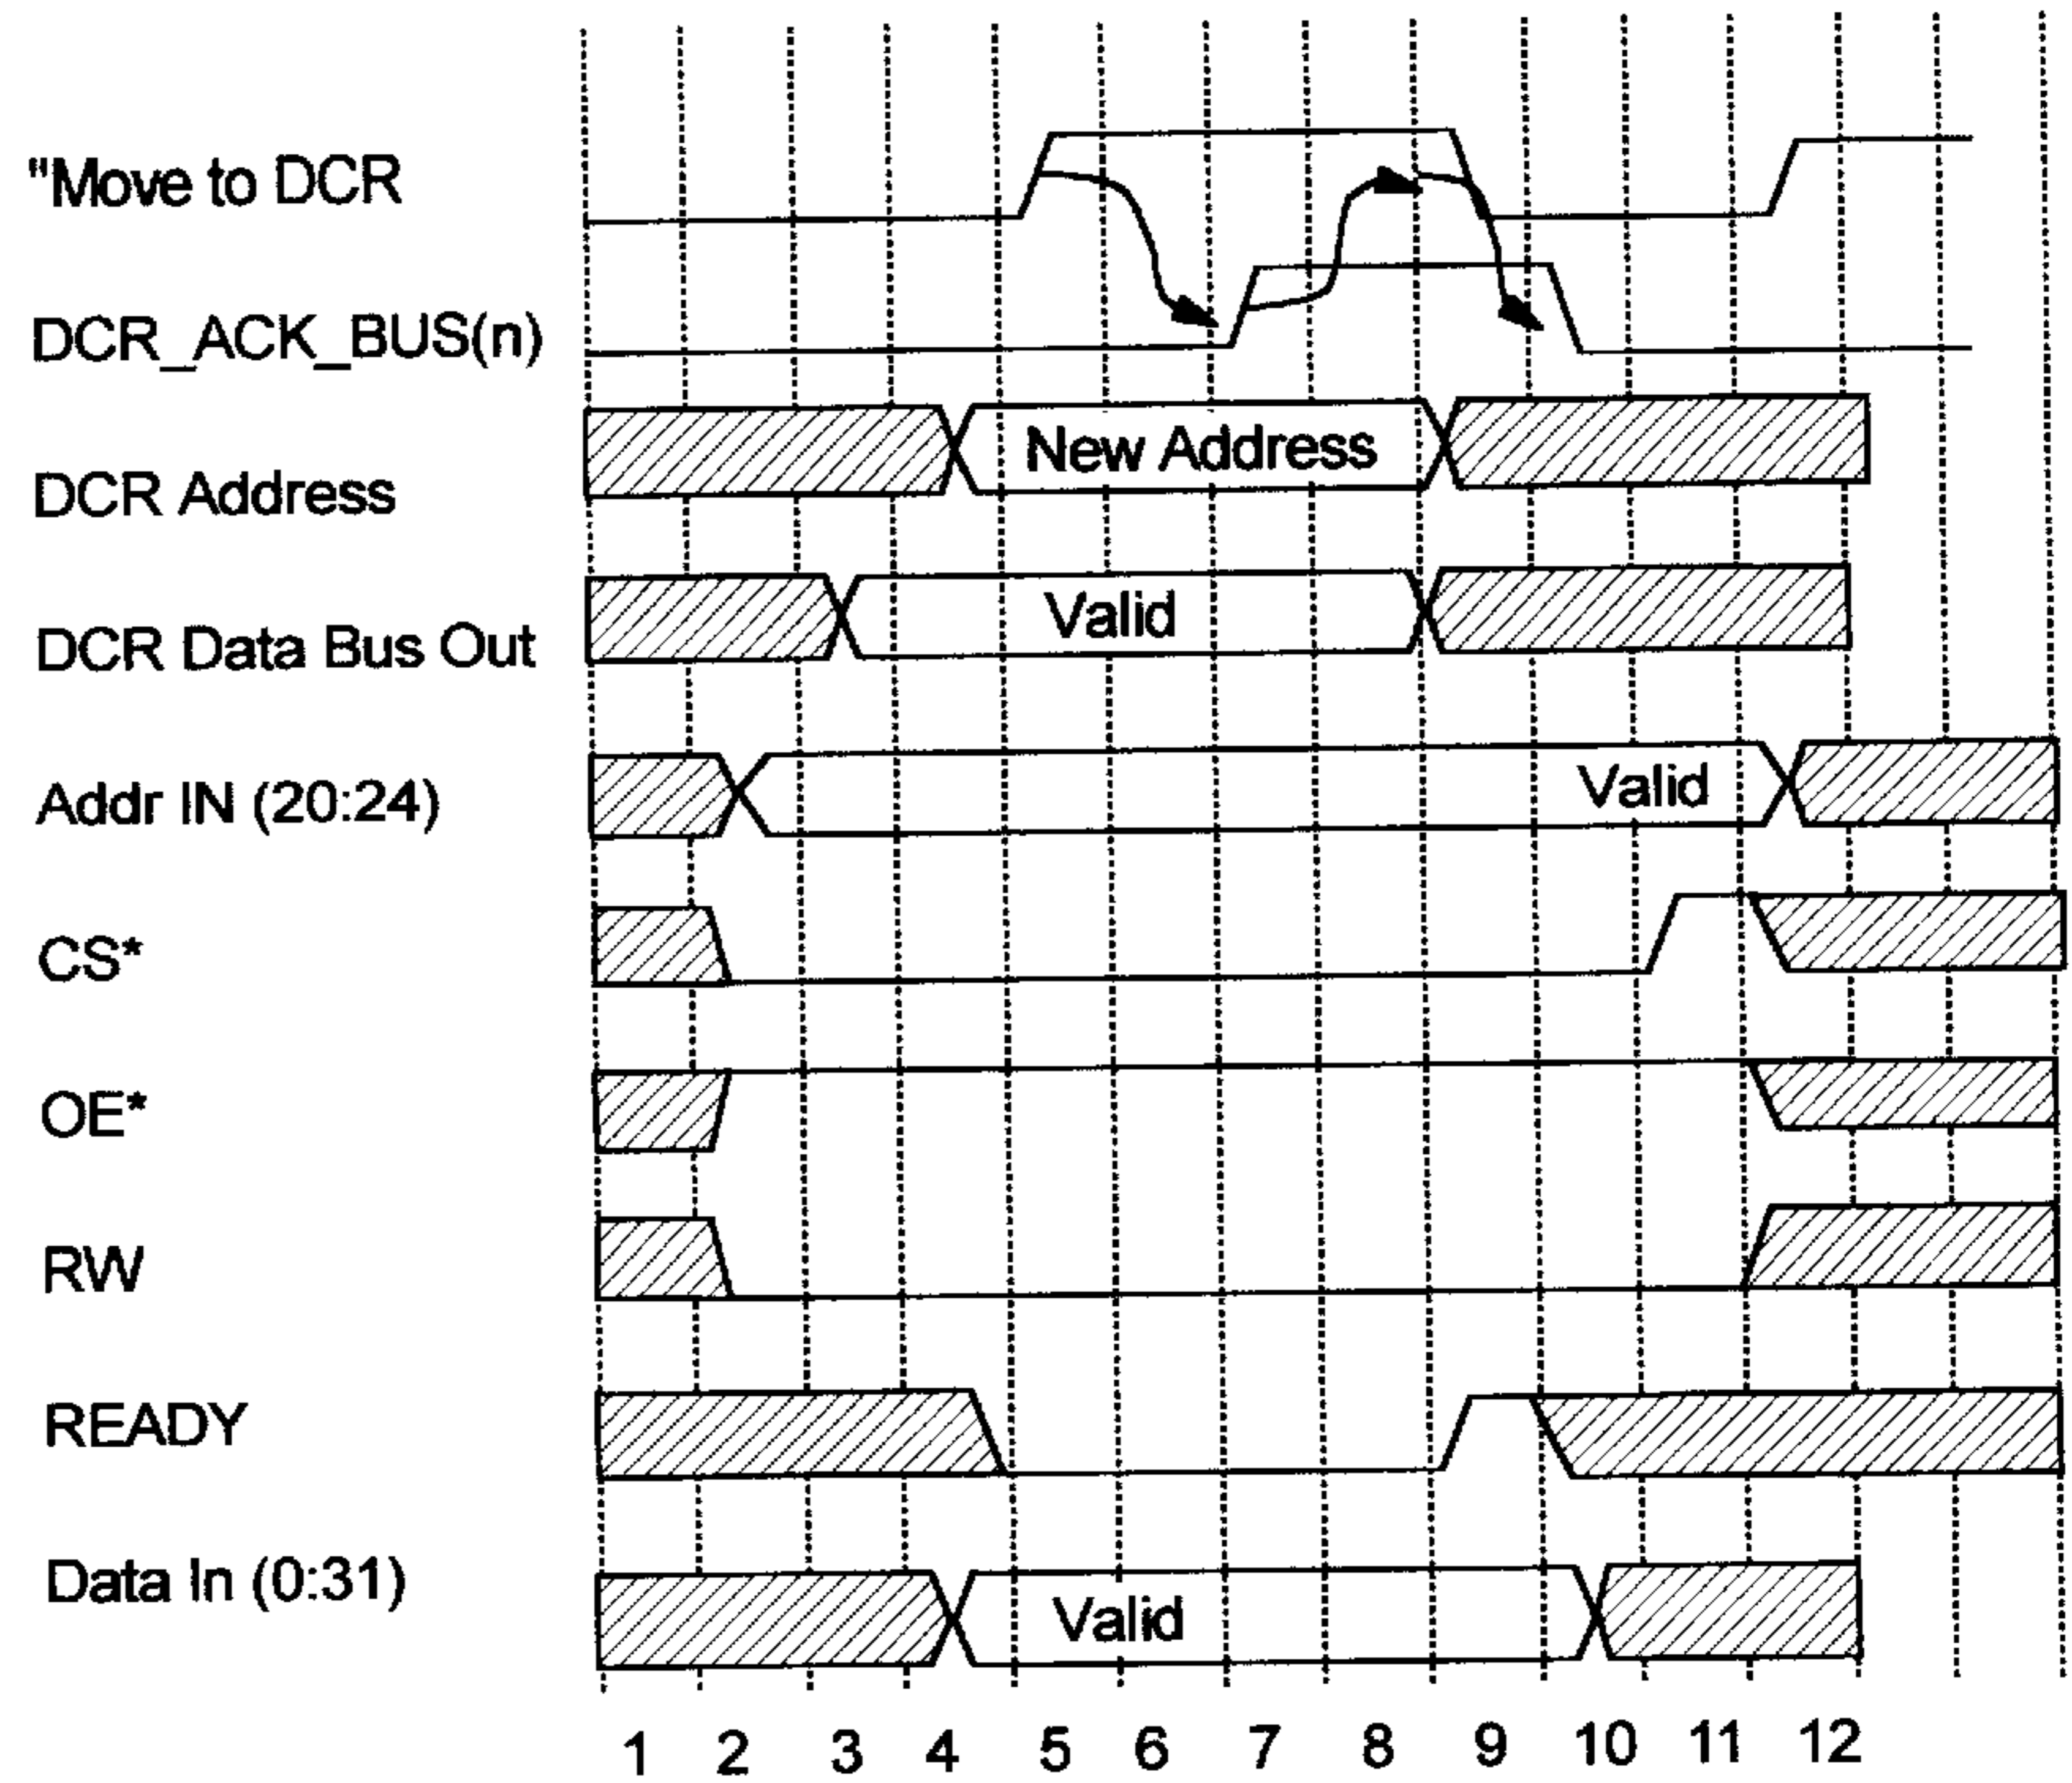 "Move to DCR
DCR_ACK_BUS(n)
DCR Address
New Address
DCR Data Bus Out
Valid
Addr IN (20:24)
Valid
CS*
OE*
RW
READY
Data In (0:31)
Valid
1 2 3 4 5 6 7 8 9 10 11 12